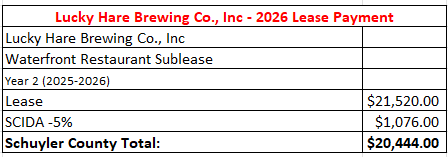 Lucky Hare Brewing Co., Inc - 2026 Lease Payment
Lucky Hare Brewing Co., Inc
Waterfront Restaurant Sublease
Year 2 (2025-2026)
Lease $21,520.00
SCIDA -5% $1,076.00
Schuyler County Total: $20,444.00